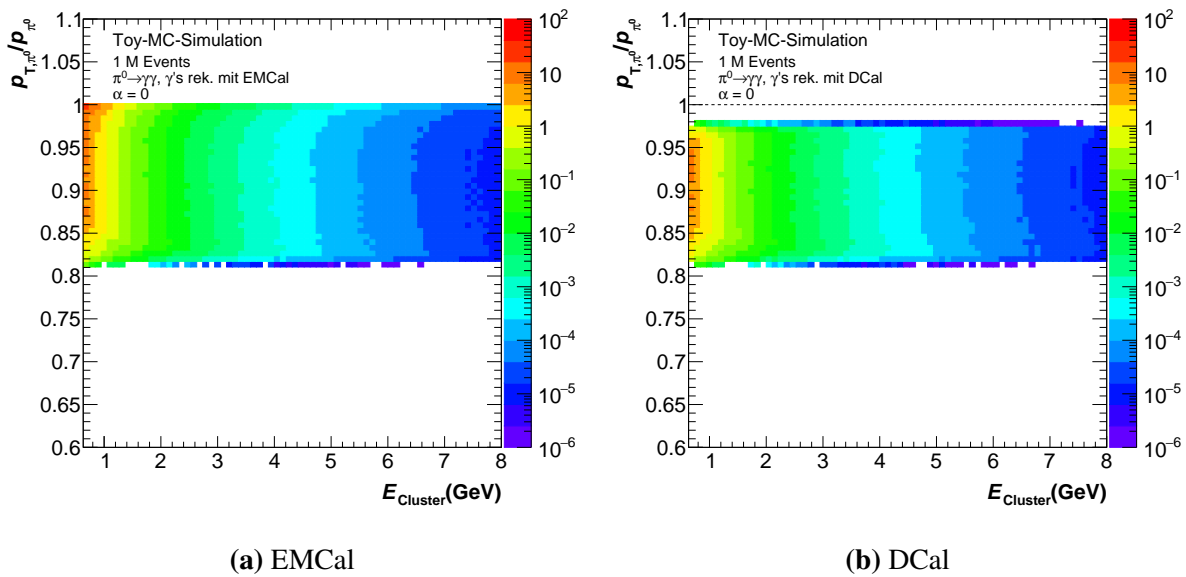 p_T,π⁰/p_π⁰
1.1
1.05
1
0.95
0.9
0.85
0.8
0.75
0.7
0.65
0.6
Toy-MC-Simulation
1 M Events
π⁰→γγ, γ's rek. mit EMCal
α = 0
1 2 3 4 5 6 7 8
E_Cluster(GeV)
10²
10
1
10⁻¹
10⁻²
10⁻³
10⁻⁴
10⁻⁵
10⁻⁶
(a) EMCal
p_T,π⁰/p_π⁰
1.1
1.05
1
0.95
0.9
0.85
0.8
0.75
0.7
0.65
0.6
Toy-MC-Simulation
1 M Events
π⁰→γγ, γ's rek. mit DCal
α = 0
1 2 3 4 5 6 7 8
E_Cluster(GeV)
10²
10
1
10⁻¹
10⁻²
10⁻³
10⁻⁴
10⁻⁵
10⁻⁶
(b) DCal